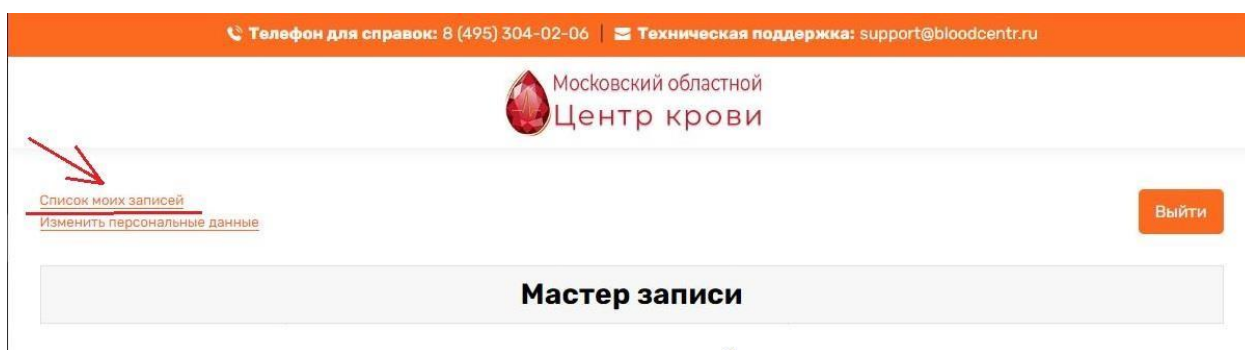 Телефон для справок: 8 (495) 304-02-06 | Техническая поддержка: support@bloodcentr.ru
Московский областной
Центр крови
Список моих записей
Изменить персональные данные
Выйти
Мастер записи